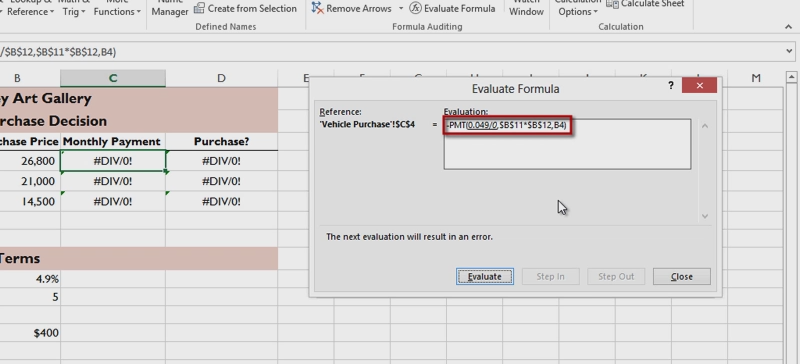 Reference Math & More
Trig Functions
Name Manager
Create from Selection
Defined Names
Remove Arrows
Evaluate Formula
Formula Auditing
Window
Calculation Options
Calculate Sheet
Calculation
/$B$12,$B$11*$B$12,B4)
B C D E M
y Art Gallery
rchase Decision
chase Price Monthly Payment Purchase?
26,800 #DIV/0! #DIV/0!
21,000 #DIV/0! #DIV/0!
14,500 #DIV/0! #DIV/0!
Terms
4.9%
5
$400
Evaluate Formula
?
Reference:
Evaluation:
'Vehicle Purchase'!$C$4 = -PMT(0.049/0,$B$11*$B$12,B4)
The next evaluation will result in an error.
Evaluate Step In Step Out Close